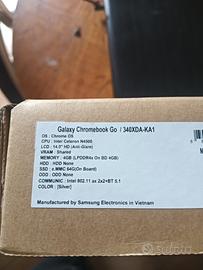 Galaxy Chromebook Go / 340XDA-KA1
OS : Chrome OS
CPU : Intel Celeron N4500
LCD : 14.0" HD (Anti-Glare)
VRAM : Shared
MEMORY : 4GB (LPDDR4x On BD 4GB)
HDD : HDD None
SSD : e.MMC 64G(On Board)
ODD : ODD None
COMMUNIC : Intel 802.11 ax 2x2+BT 5.1
COLOR : [Silver]
Manufactured by Samsung Electronics in Vietnam
subito